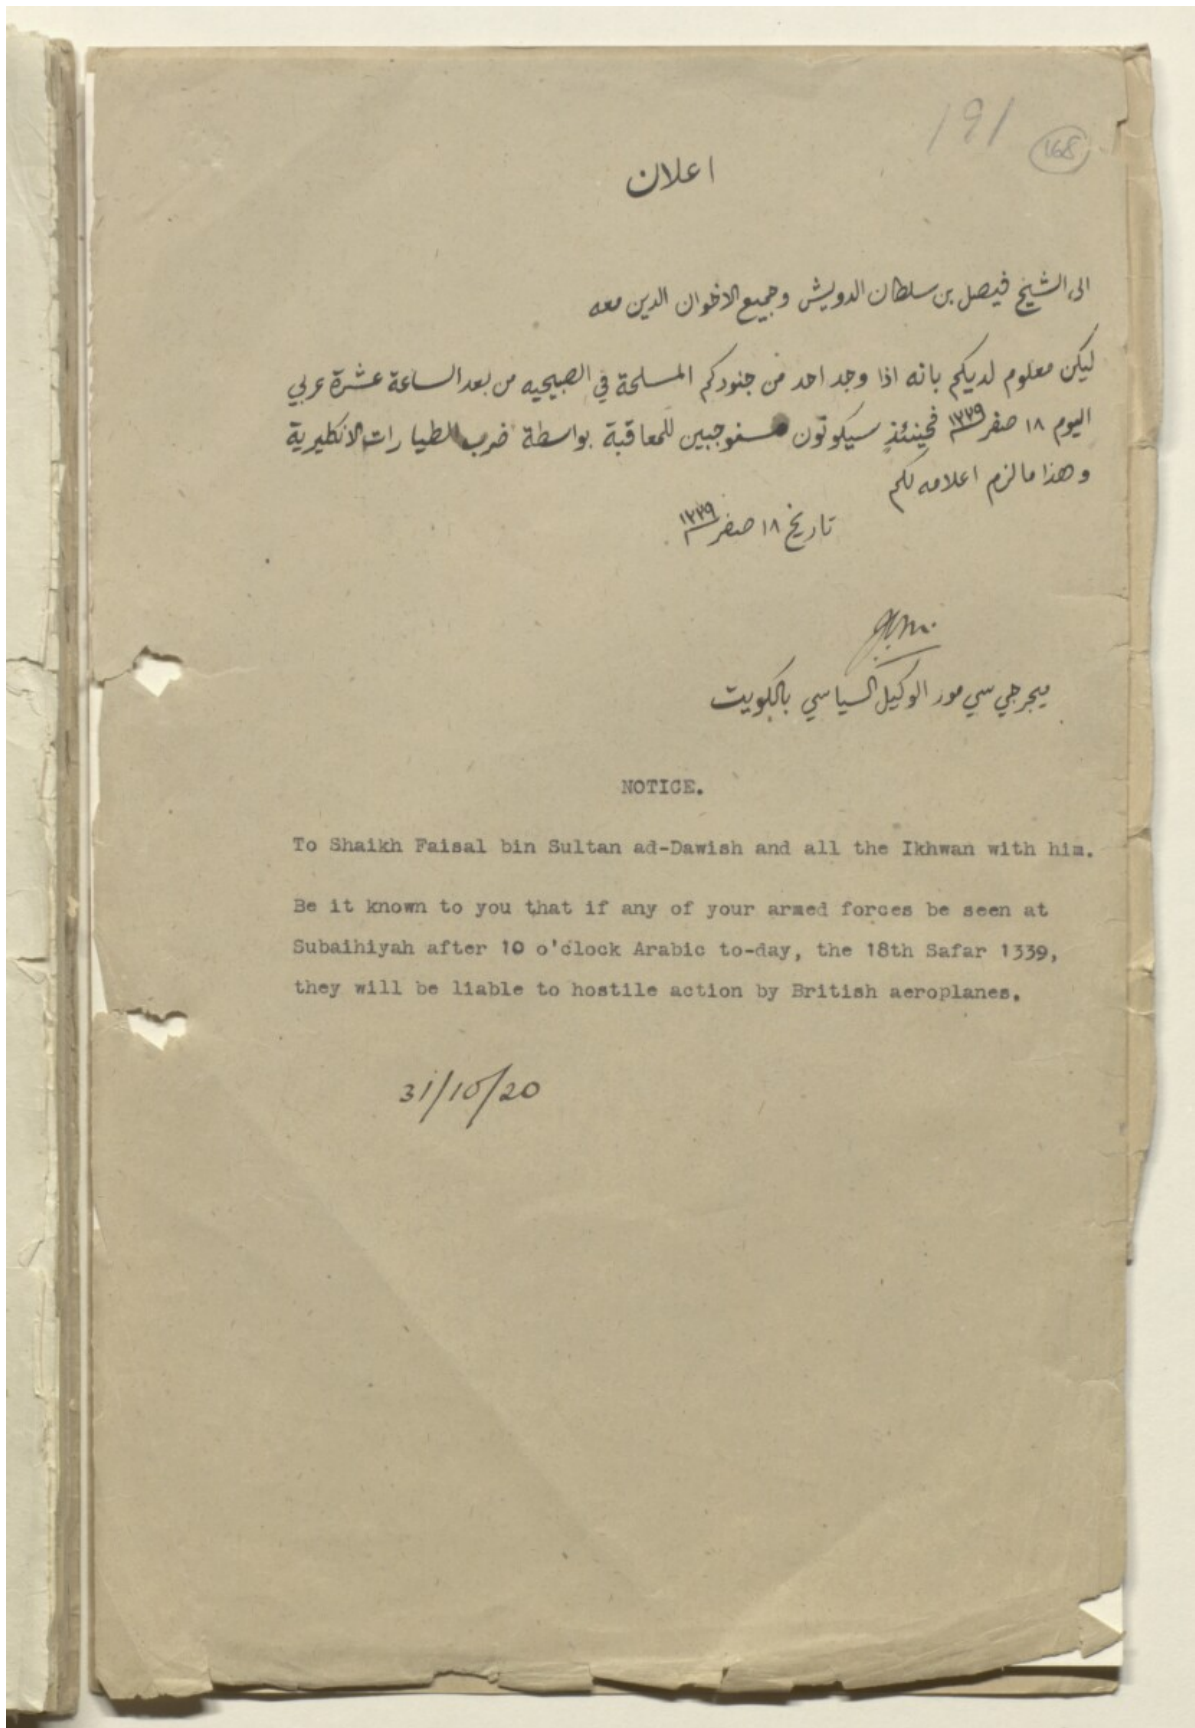 191
168
اعلان
الى الشيخ فيصل بن سلطان الدويش وجميع الاخوان الدين معه
ليكن معلوم لديكم بانه اذا وجد احد من جنودكم المسلحة في الصبيحيه من بعد الساعة عشرة عربي
اليوم ١٨ صفر ١٣٣٩ فحينئذٍ سيكونون مستوجبين للمعاقبة بواسطة ضرب الطيارات الانكليزية
وهذا ما لزم اعلامه لكم
تاريخ ١٨ صفر ١٣٣٩
ميجر جي سي مور الوكيل السياسي بالكويت
NOTICE.
To Shaikh Faisal bin Sultan ad-Dawish and all the Ikhwan with him.
Be it known to you that if any of your armed forces be seen at
Subaihiyah after 10 o'clock Arabic to-day, the 18th Safar 1339,
they will be liable to hostile action by British aeroplanes.
31/10/20